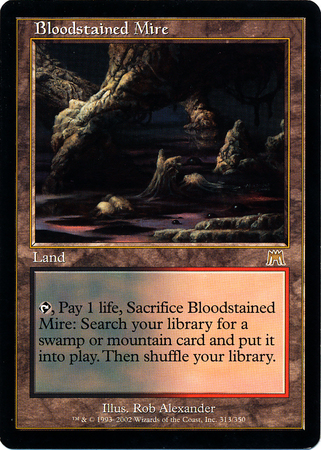 Bloodstained Mire
Land
, Pay 1 life, Sacrifice Bloodstained
Mire: Search your library for a
swamp or mountain card and put it
into play. Then shuffle your library.
Illus. Rob Alexander
™ & © 1993-2002 Wizards of the Coast, Inc. 313/350